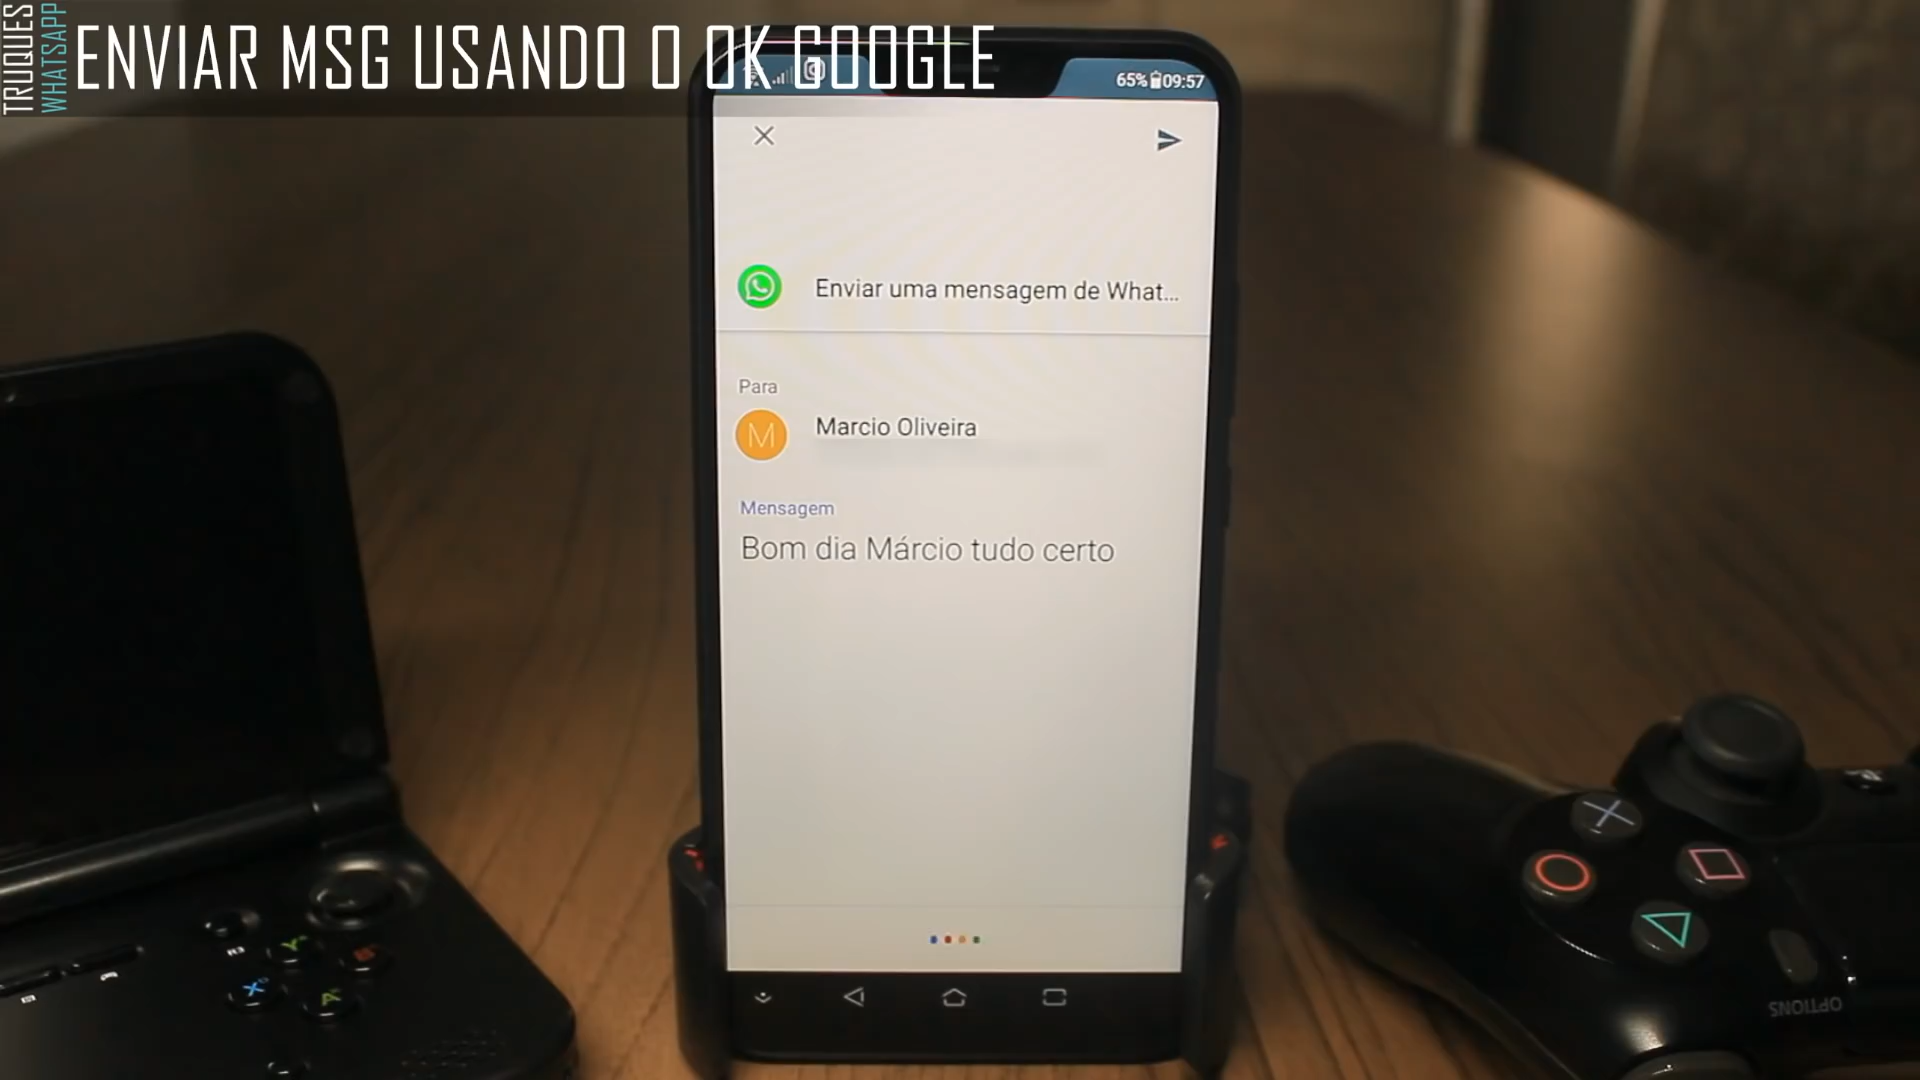 TRUQUES
WHATSAPP
ENVIAR MSG USANDO O OK GOOGLE
65% 09:57
Enviar uma mensagem de What...
Para
M
Marcio Oliveira
Mensagem
Bom dia Márcio tudo certo
Y
B
X
A
OPTIONS